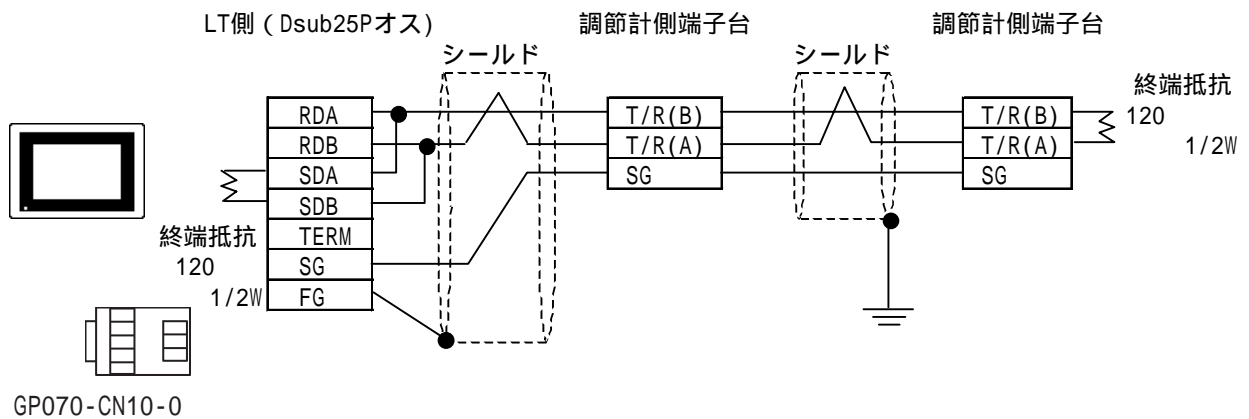 LT側(Dsub25Pオス)
調節計側端子台
調節計側端子台
シールド
シールド
終端抵抗
120
1/2W
RDA
RDB
SDA
SDB
TERM
SG
FG
T/R(B)
T/R(A)
SG
T/R(B)
T/R(A)
SG
終端抵抗
120
1/2W
GP070-CN10-0